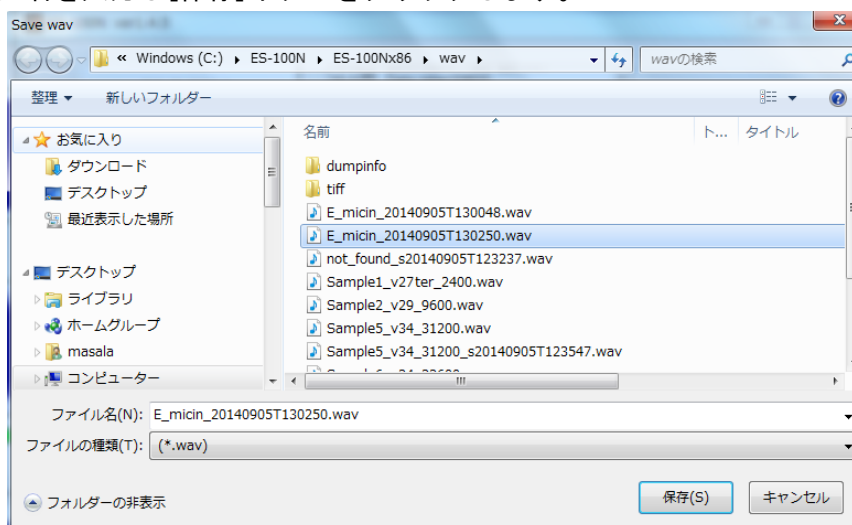 Save wav
« Windows (C:) ▸ ES-100N ▸ ES-100Nx86 ▸ wav ▸
wavの検索
整理 ▼ 新しいフォルダー
お気に入り
ダウンロード
デスクトップ
最近表示した場所
デスクトップ
ライブラリ
ホームグループ
masala
コンピューター
名前 ト... タイトル
dumpinfo
tiff
E_micin_20140905T130048.wav
E_micin_20140905T130250.wav
not_found_s20140905T123237.wav
Sample1_v27ter_2400.wav
Sample2_v29_9600.wav
Sample5_v34_31200.wav
Sample5_v34_31200_s20140905T123547.wav
ファイル名(N): E_micin_20140905T130250.wav
ファイルの種類(T): (*.wav)
フォルダーの非表示
保存(S) キャンセル